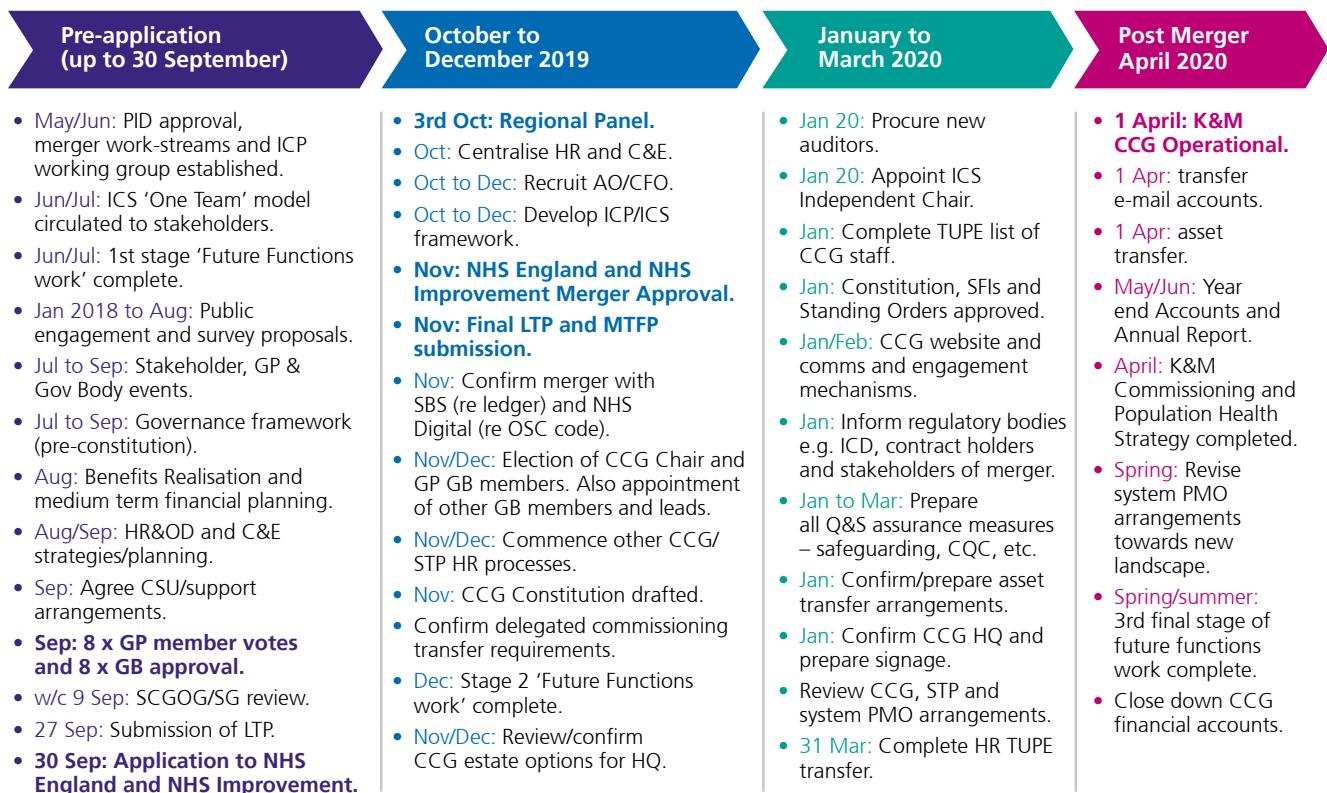 Pre-application
(up to 30 September)
• May/Jun: PID approval,
merger work-streams and ICP
working group established.
• Jun/Jul: ICS ‘One Team’ model
circulated to stakeholders.
• Jun/Jul: 1st stage ‘Future Functions
work’ complete.
• Jan 2018 to Aug: Public
engagement and survey proposals.
• Jul to Sep: Stakeholder, GP &
Gov Body events.
• Jul to Sep: Governance framework
(pre-constitution).
• Aug: Benefits Realisation and
medium term financial planning.
• Aug/Sep: HR&OD and C&E
strategies/planning.
• Sep: Agree CSU/support
arrangements.
• Sep: 8 x GP member votes
and 8 x GB approval.
• w/c 9 Sep: SCGOG/SG review.
• 27 Sep: Submission of LTP.
• 30 Sep: Application to NHS
England and NHS Improvement.
October to
December 2019
• 3rd Oct: Regional Panel.
• Oct: Centralise HR and C&E.
• Oct to Dec: Recruit AO/CFO.
• Oct to Dec: Develop ICP/ICS
framework.
• Nov: NHS England and NHS
Improvement Merger Approval.
• Nov: Final LTP and MTFP
submission.
• Nov: Confirm merger with
SBS (re ledger) and NHS
Digital (re OSC code).
• Nov/Dec: Election of CCG Chair and
GP GB members. Also appointment
of other GB members and leads.
• Nov/Dec: Commence other CCG/
STP HR processes.
• Nov: CCG Constitution drafted.
• Confirm delegated commissioning
transfer requirements.
• Dec: Stage 2 ‘Future Functions
work’ complete.
• Nov/Dec: Review/confirm
CCG estate options for HQ.
January to
March 2020
• Jan 20: Procure new
auditors.
• Jan 20: Appoint ICS
Independent Chair.
• Jan: Complete TUPE list of
CCG staff.
• Jan: Constitution, SFIs and
Standing Orders approved.
• Jan/Feb: CCG website and
comms and engagement
mechanisms.
• Jan: Inform regulatory bodies
e.g. ICD, contract holders
and stakeholders of merger.
• Jan to Mar: Prepare
all Q&S assurance measures
– safeguarding, CQC, etc.
• Jan: Confirm/prepare asset
transfer arrangements.
• Jan: Confirm CCG HQ and
prepare signage.
• Review CCG, STP and
system PMO arrangements.
• 31 Mar: Complete HR TUPE
transfer.
Post Merger
April 2020
• 1 April: K&M
CCG Operational.
• 1 Apr: transfer
e-mail accounts.
• 1 Apr: asset
transfer.
• May/Jun: Year
end Accounts and
Annual Report.
• April: K&M
Commissioning and
Population Health
Strategy completed.
• Spring: Revise
system PMO
arrangements
towards new
landscape.
• Spring/summer:
3rd final stage of
future functions
work complete.
• Close down CCG
financial accounts.